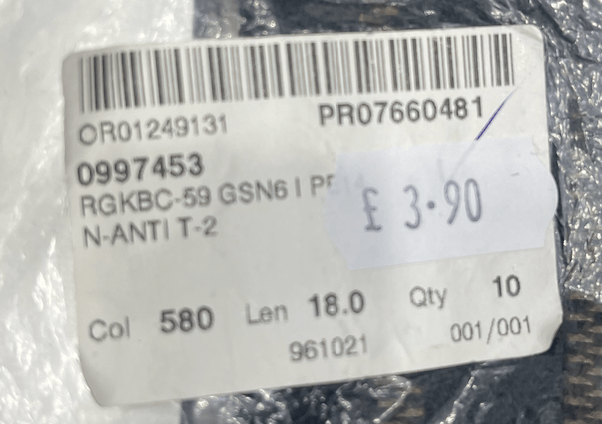 OR01249131 PR07660481
0997453
RGKBC-59 GSN6 I
£ 3.90
N-ANTI T-2
Col 580 Len 18.0 Qty 10
961021 001/001